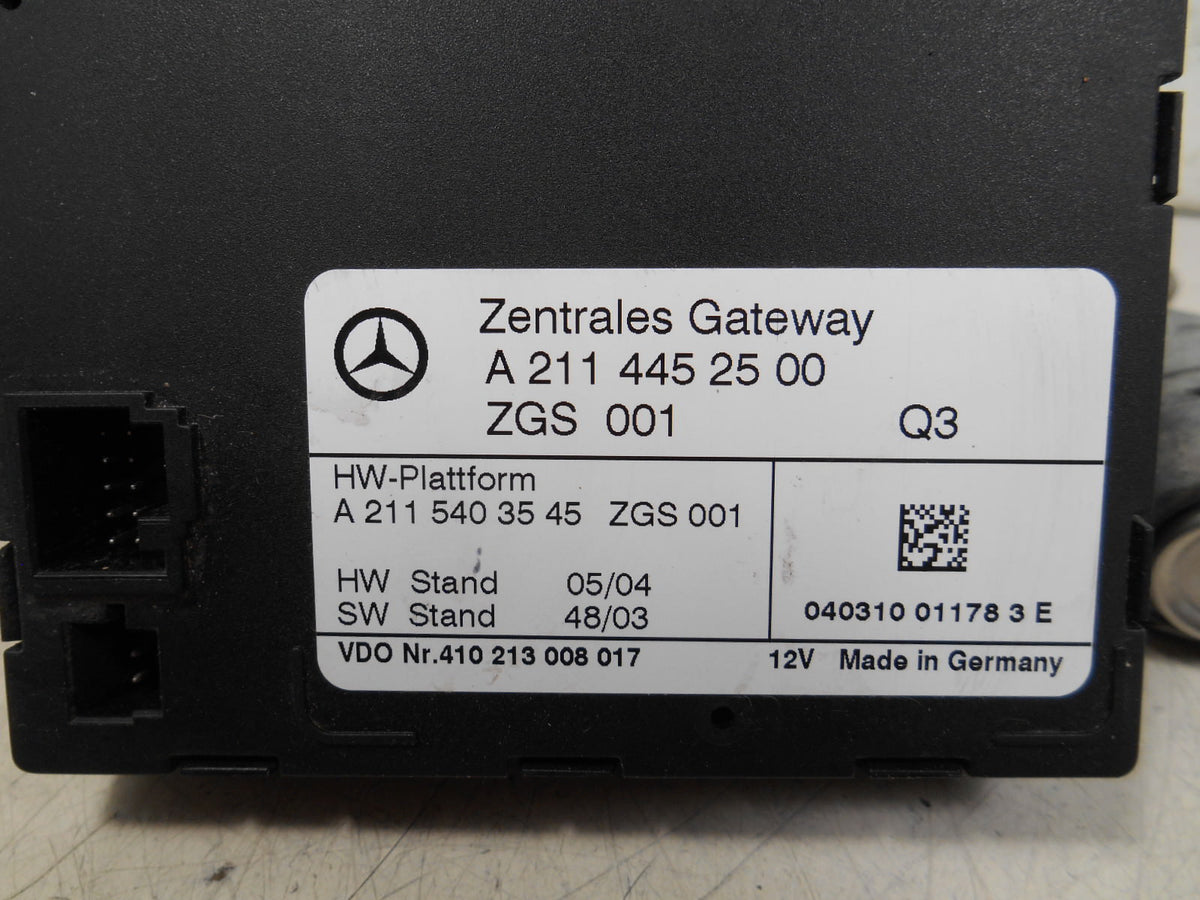 Zentrales Gateway
A 211 445 25 00
ZGS 001 Q3
HW-Plattform
A 211 540 35 45 ZGS 001
HW Stand 05/04
SW Stand 48/03
040310 01178 3 E
VDO Nr.410 213 008 017 12V Made in Germany